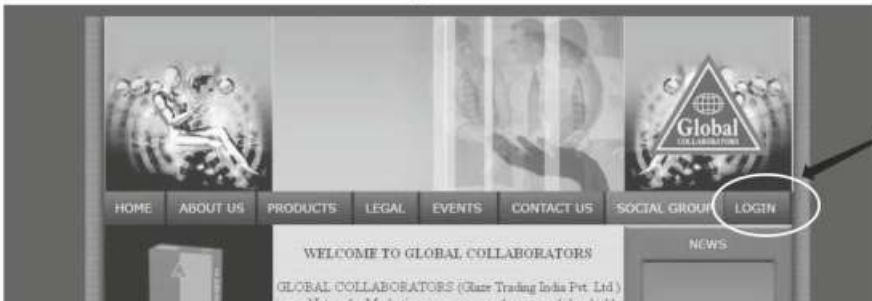 Global
COLLABORATORS
HOME ABOUT US PRODUCTS LEGAL EVENTS CONTACT US SOCIAL GROUP LOGIN
WELCOME TO GLOBAL COLLABORATORS
NEWS
GLOBAL COLLABORATORS (Glaze Trading India Pvt. Ltd.)